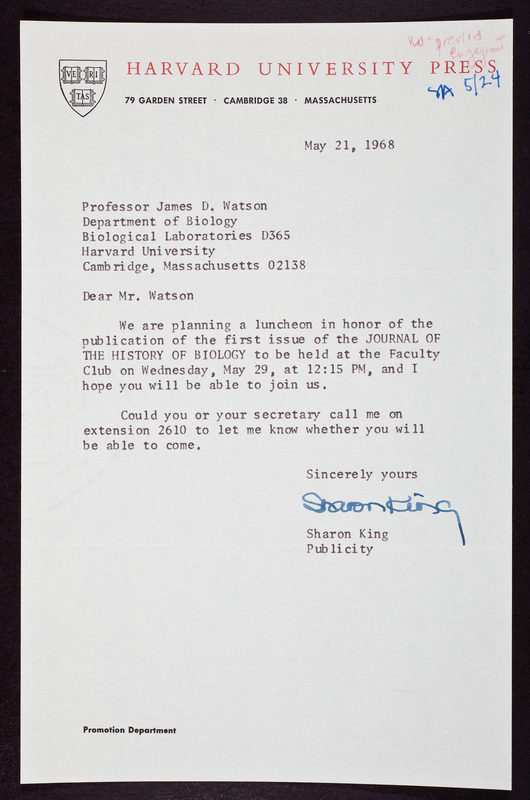 previous
engagement
HARVARD UNIVERSITY PRESS
5/24
VE RI
TAS
79 GARDEN STREET · CAMBRIDGE 38 · MASSACHUSETTS
May 21, 1968
Professor James D. Watson
Department of Biology
Biological Laboratories D365
Harvard University
Cambridge, Massachusetts 02138
Dear Mr. Watson
We are planning a luncheon in honor of the
publication of the first issue of the JOURNAL OF
THE HISTORY OF BIOLOGY to be held at the Faculty
Club on Wednesday, May 29, at 12:15 PM, and I
hope you will be able to join us.
Could you or your secretary call me on
extension 2610 to let me know whether you will
be able to come.
Sincerely yours
Sharon King
Sharon King
Publicity
Promotion Department